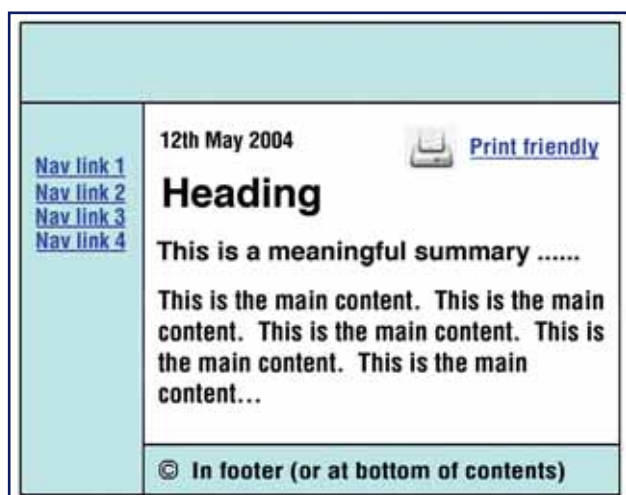 Nav link 1
Nav link 2
Nav link 3
Nav link 4
12th May 2004
Print friendly
Heading
This is a meaningful summary ......
This is the main content.  This is the main
content.  This is the main content.  This is
the main content.  This is the main
content...
© In footer (or at bottom of contents)